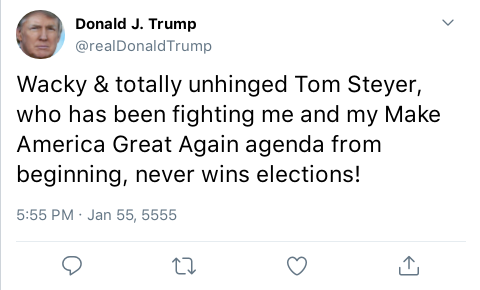 Donald J. Trump
@realDonaldTrump
Wacky & totally unhinged Tom Steyer,
who has been fighting me and my Make
America Great Again agenda from
beginning, never wins elections!
5:55 PM · Jan 55, 5555